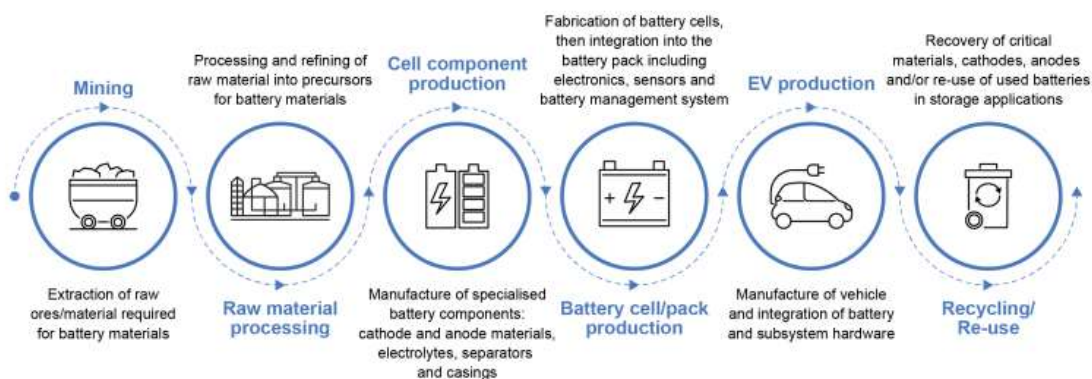 Mining
Extraction of raw
ores/material required
for battery materials
Processing and refining of
raw material into precursors
for battery materials
Raw material
processing
Cell component
production
Manufacture of specialised
battery components:
cathode and anode materials,
electrolytes, separators
and casings
Fabrication of battery cells,
then integration into the
battery pack including
electronics, sensors and
battery management system
Battery cell/pack
production
EV production
Manufacture of vehicle
and integration of battery
and subsystem hardware
Recovery of critical
materials, cathodes, anodes
and/or re-use of used batteries
in storage applications
Recycling/
Re-use